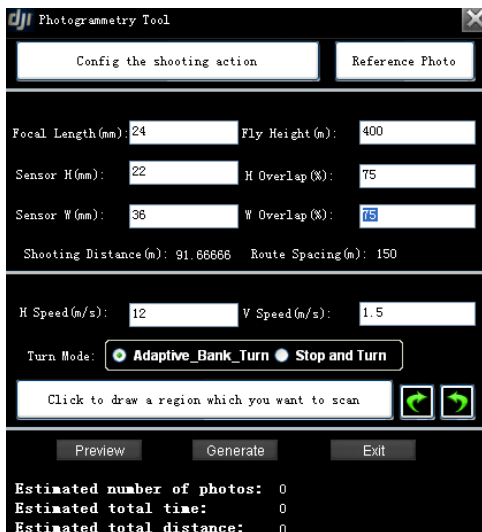 dji Photogrammetry Tool
Config the shooting action Reference Photo
Focal Length(mm): 24 Fly Height(m): 400
Sensor H(mm): 22 H Overlap(%): 75
Sensor W(mm): 36 W Overlap(%): 75
Shooting Distance(m): 91.66666 Route Spacing(m): 150
H Speed(m/s): 12 V Speed(m/s): 1.5
Turn Mode: Adaptive_Bank_Turn Stop and Turn
Click to draw a region which you want to scan
Preview Generate Exit
Estimated number of photos: 0
Estimated total time: 0
Estimated total distance: 0